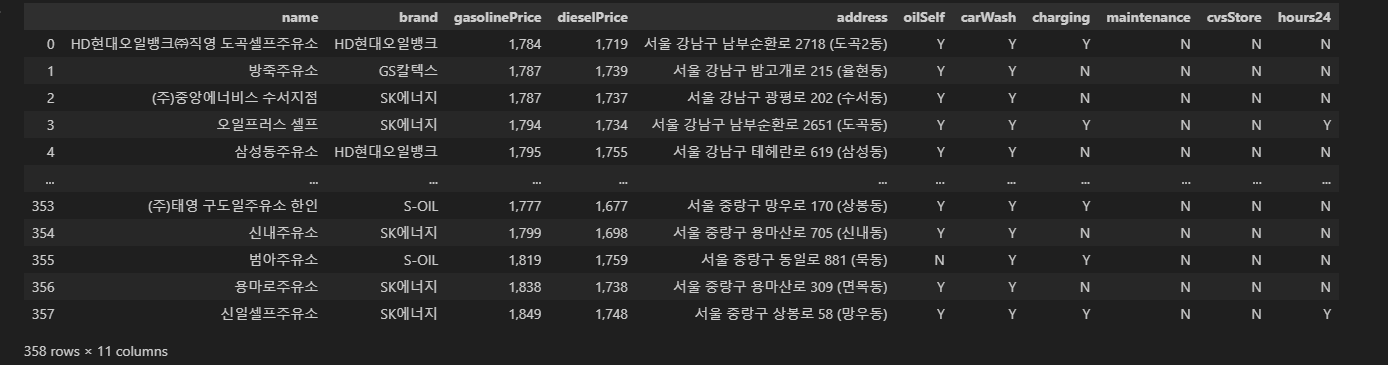 name brand gasolinePrice dieselPrice address oilSelf carWash charging maintenance cvsStore hours24
0 HD현대오일뱅크㈜직영 도곡셀프주유소 HD현대오일뱅크 1,784 1,719 서울 강남구 남부순환로 2718 (도곡2동) Y Y Y N N N
1 방죽주유소 GS칼텍스 1,787 1,739 서울 강남구 밤고개로 215 (율현동) Y Y N N N N
2 (주)중앙에너비스 수서지점 SK에너지 1,787 1,737 서울 강남구 광평로 202 (수서동) Y Y N N N N
3 오일프러스 셀프 SK에너지 1,794 1,734 서울 강남구 남부순환로 2651 (도곡동) Y Y Y N N Y
4 삼성동주유소 HD현대오일뱅크 1,795 1,755 서울 강남구 테헤란로 619 (삼성동) Y Y N N N N
... ... ... ... ... ... ... ... ... ... ... ...
353 (주)태영 구도일주유소 한인 S-OIL 1,777 1,677 서울 중랑구 망우로 170 (상봉동) Y Y Y N N N
354 신내주유소 SK에너지 1,799 1,698 서울 중랑구 용마산로 705 (신내동) Y Y N N N N
355 범아주유소 S-OIL 1,819 1,759 서울 중랑구 동일로 881 (묵동) N Y Y N N N
356 용마로주유소 SK에너지 1,838 1,738 서울 중랑구 용마산로 309 (면목동) Y Y N N N N
357 신일셀프주유소 SK에너지 1,849 1,748 서울 중랑구 상봉로 58 (망우동) Y Y Y N N Y
358 rows × 11 columns